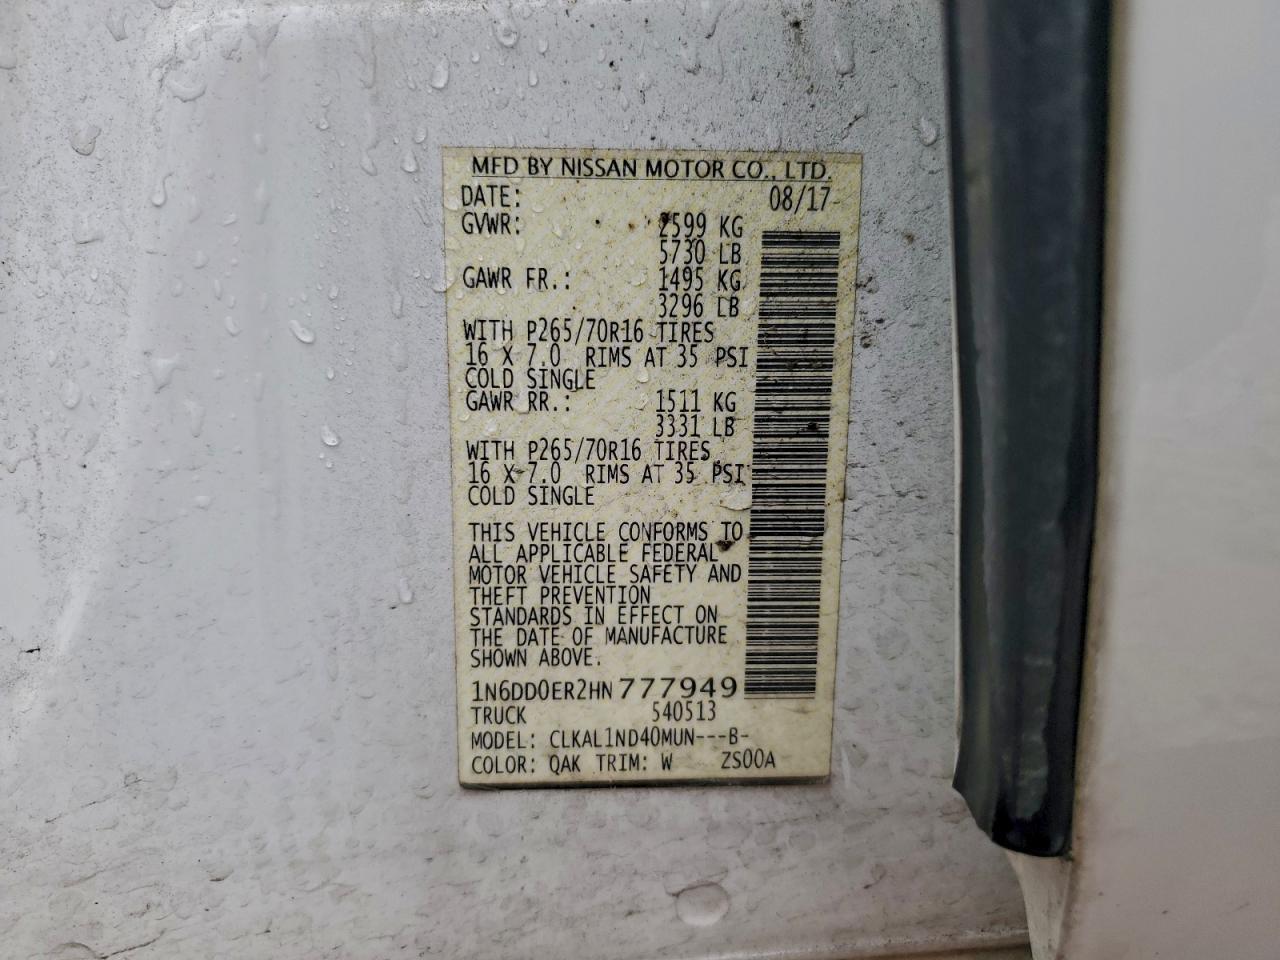 MFD BY NISSAN MOTOR CO., LTD.
DATE: 08/17
GVWR: 2599 KG
5730 LB
GAWR FR.: 1495 KG
3296 LB
WITH P265/70R16 TIRES
16 X 7.0 RIMS AT 35 PSI
COLD SINGLE
GAWR RR.: 1511 KG
3331 LB
WITH P265/70R16 TIRES
16 X 7.0 RIMS AT 35 PSI
COLD SINGLE
THIS VEHICLE CONFORMS TO
ALL APPLICABLE FEDERAL
MOTOR VEHICLE SAFETY AND
THEFT PREVENTION
STANDARDS IN EFFECT ON
THE DATE OF MANUFACTURE
SHOWN ABOVE.
1N6DD0ER2HN777949
TRUCK 540513
MODEL: CLKAL1ND40MUN---B-
COLOR: QAK TRIM: W ZS00A